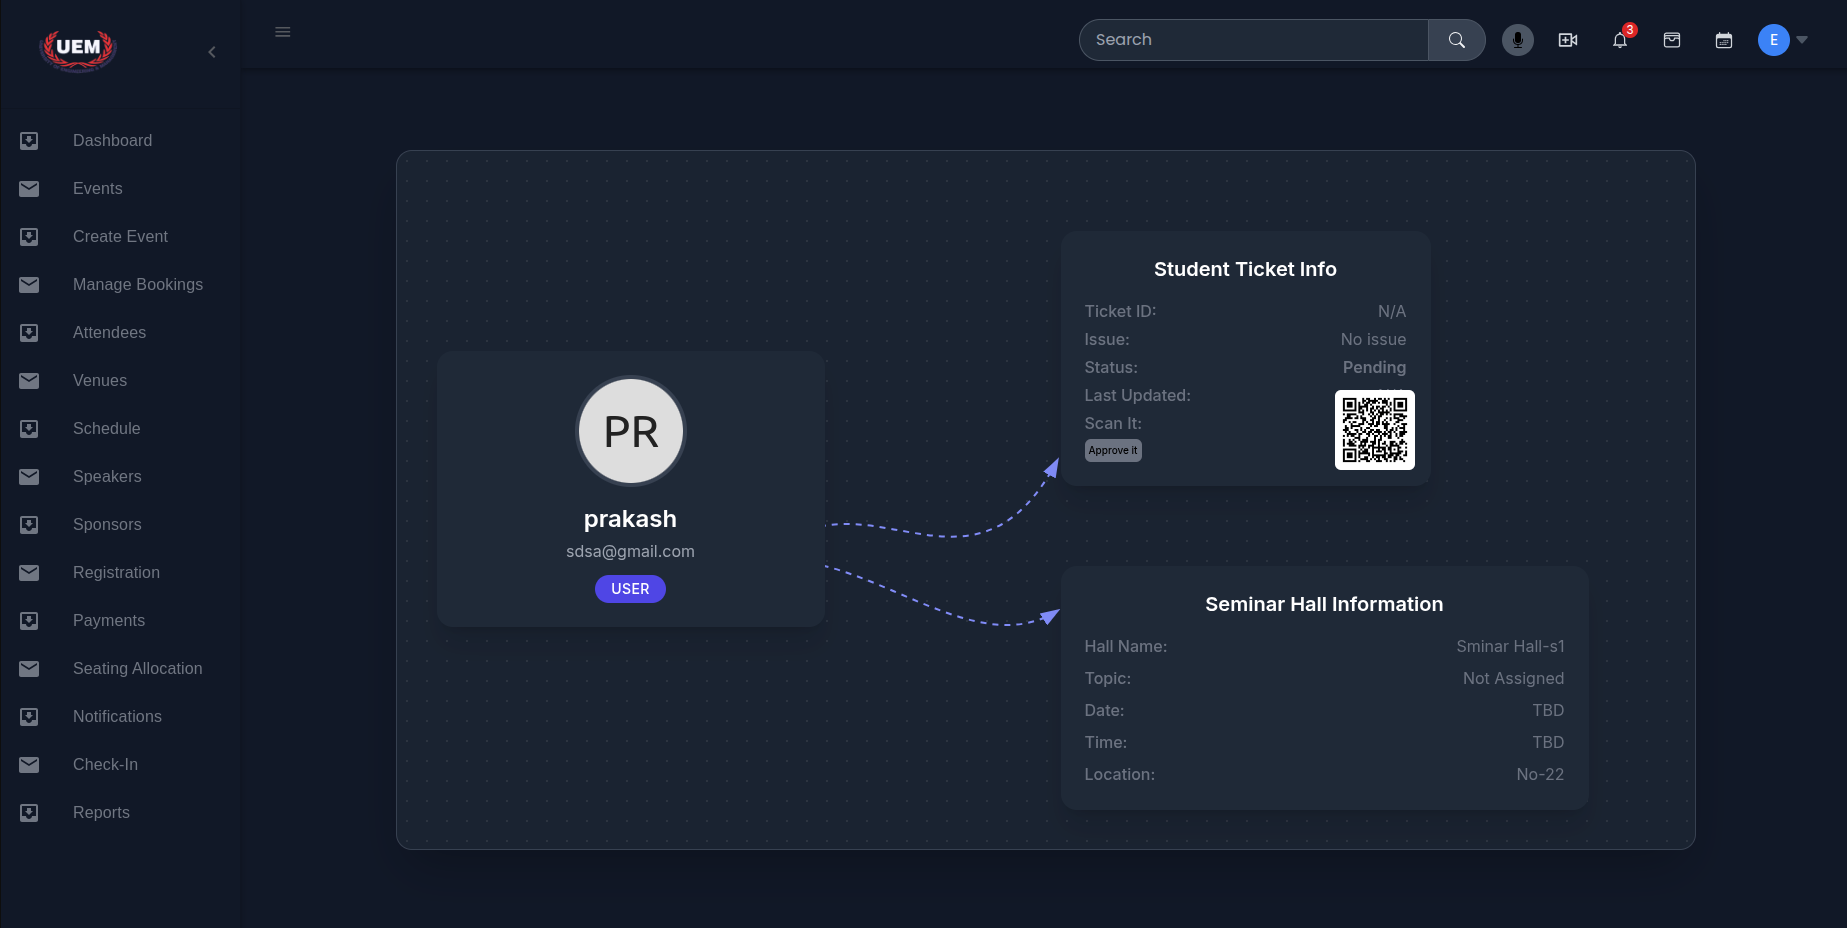 UEM
Search
3
E
Dashboard
Events
Create Event
Manage Bookings
Attendees
Venues
Schedule
Speakers
Sponsors
Registration
Payments
Seating Allocation
Notifications
Check-In
Reports
PR
prakash
sdsa@gmail.com
USER
Student Ticket Info
Ticket ID: N/A
Issue: No issue
Status: Pending
Last Updated:
Scan It:
Approve it
Seminar Hall Information
Hall Name: Sminar Hall-s1
Topic: Not Assigned
Date: TBD
Time: TBD
Location: No-22